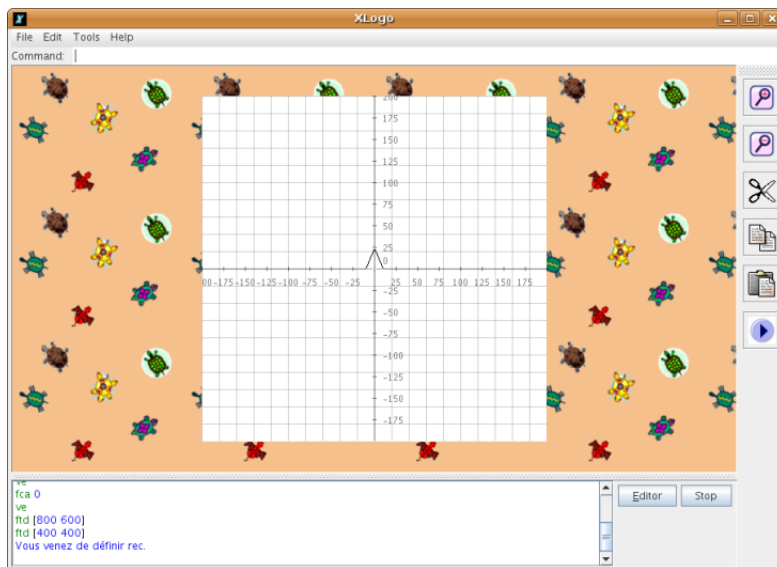 XLogo
File Edit Tools Help
Command:
200
175
150
125
100
75
50
25
0
00-175-150-125-100-75 -50 -25 25 50 75 100 125 150 175
-25
-50
-75
-100
-125
-150
-175
ve
fca 0
ve
ftd [800 600]
ftd [400 400]
Vous venez de définir rec.
Editor Stop